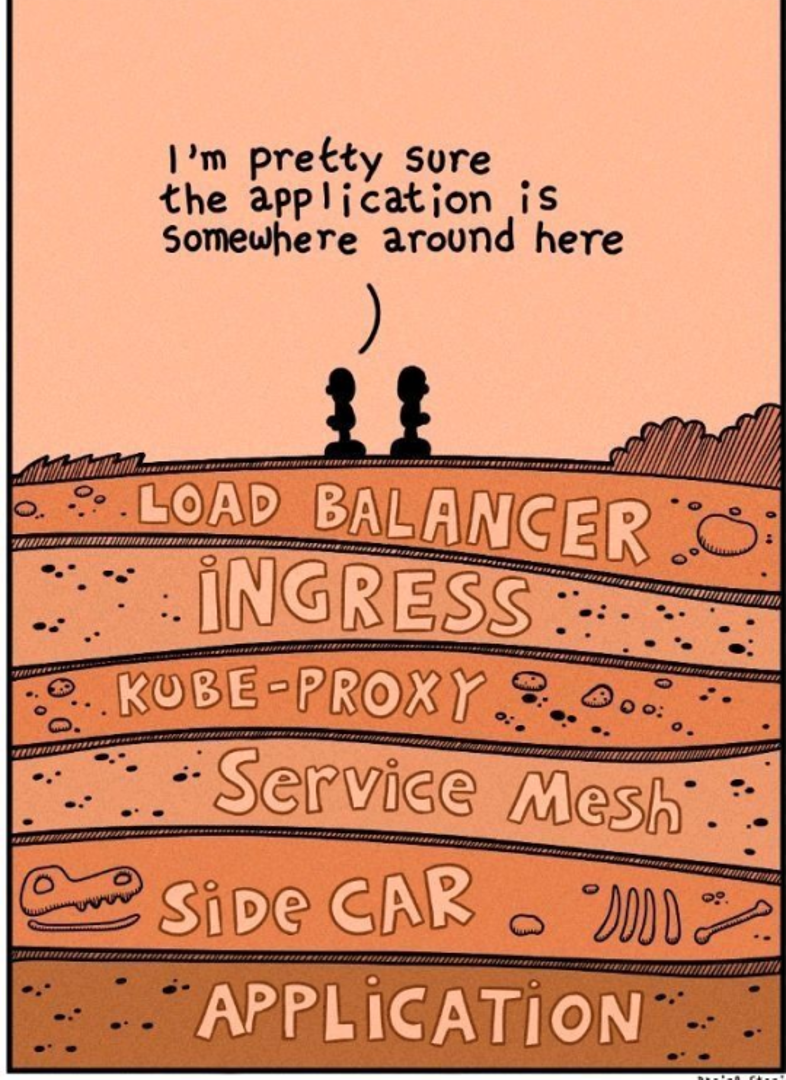 I'm pretty sure
the application is
somewhere around here
LOAD BALANCER
iNGRESS
KUBE-PROXY
Service Mesh
SiDe CAR
APPLiCATiON